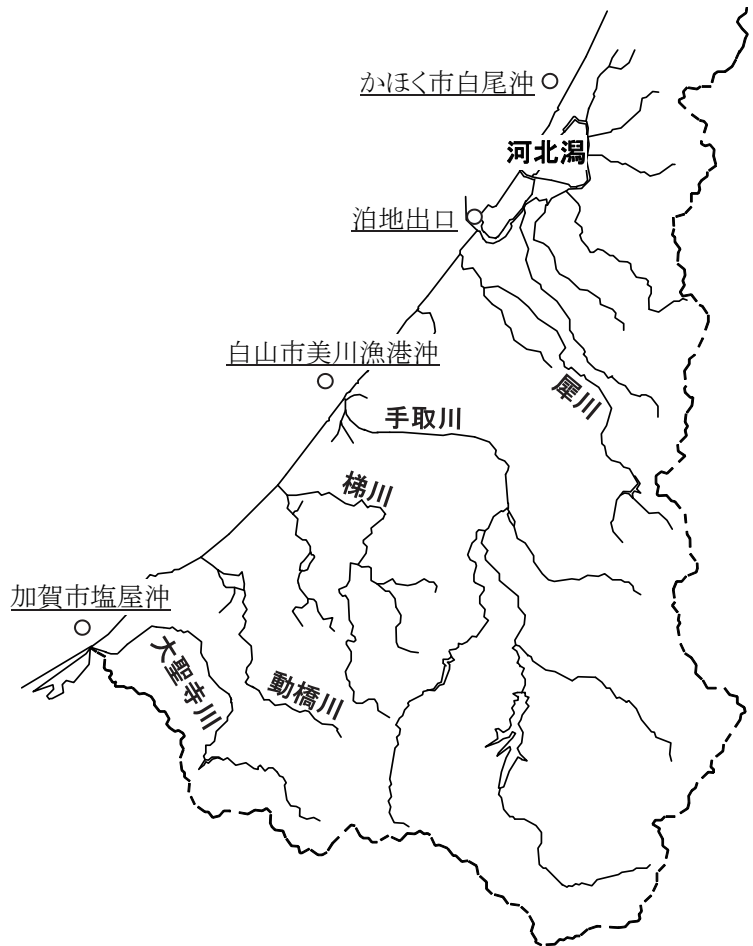 かほく市白尾沖
河北潟
泊地出口
白山市美川漁港沖
犀川
手取川
梯川
加賀市塩屋沖
大聖寺川
動橋川